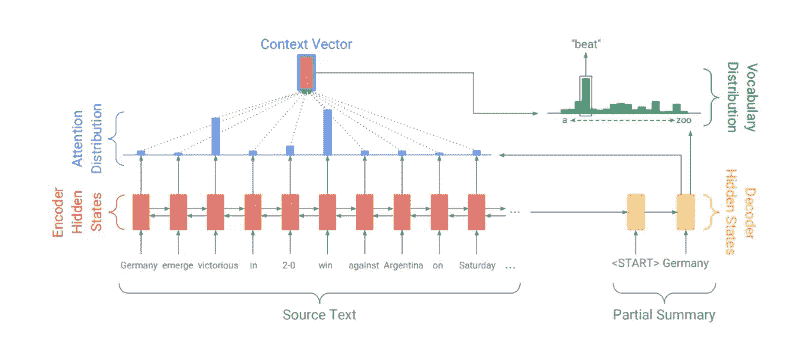 Context Vector
"beat"
a
zoo
Vocabulary
Distribution
Attention
Distribution
Encoder
Hidden
States
Decoder
Hidden States
Germany emerge victorious in 2-0 win against Argentina on Saturday ...
...
<START> Germany
Source Text
Partial Summary